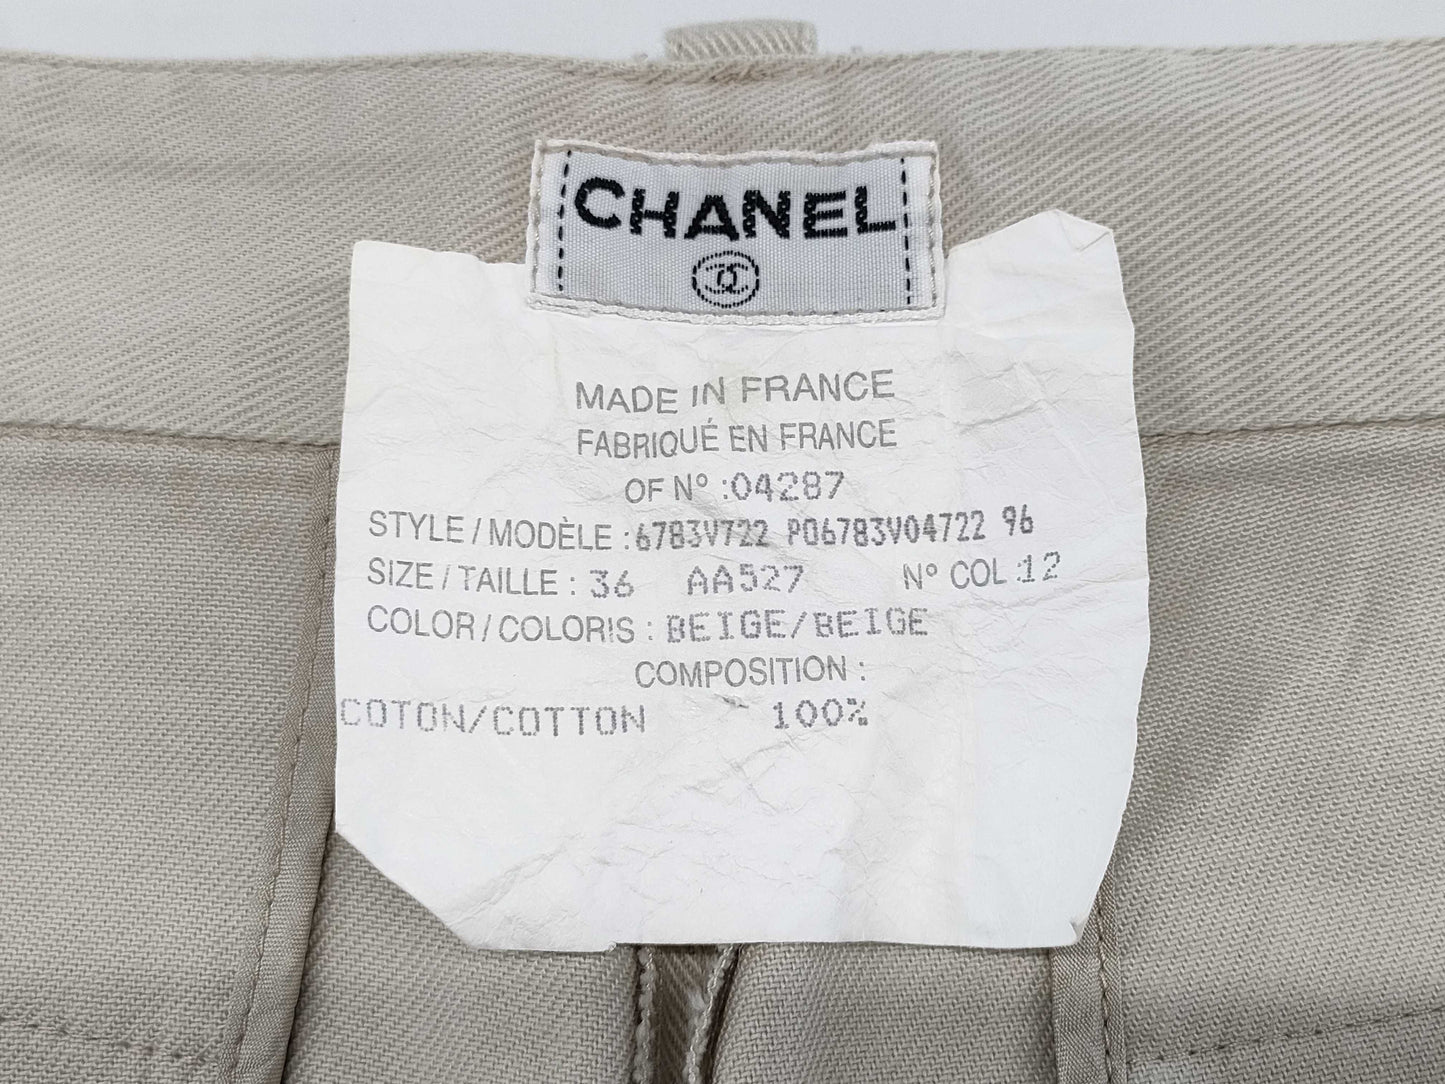 CHANEL
MADE IN FRANCE
FABRIQUÉ EN FRANCE
OF N° :04287
STYLE / MODÈLE : 6783V722 P06783V04722 96
SIZE / TAILLE : 36 AA527 N° COL :12
COLOR / COLORIS : BEIGE/BEIGE
COMPOSITION :
COTON/COTTON 100%